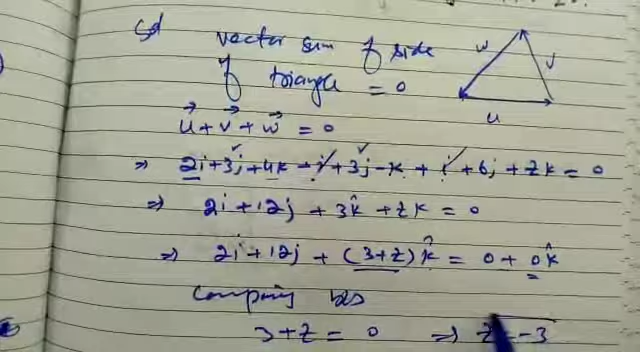 Sol vector sum of side
of triangle = 0
w
v
u
u⃗ + v⃗ + w⃗ = 0
⇒ 2i+3j+4k - i+3j-k + i +6j +zk = 0
⇒ 2i +12j + 3k̂ +zk = 0
⇒ 2i+12j + (3+z)k̂ = 0 + 0k̂
Comparing b/s
3+z = 0 ⇒ z = -3